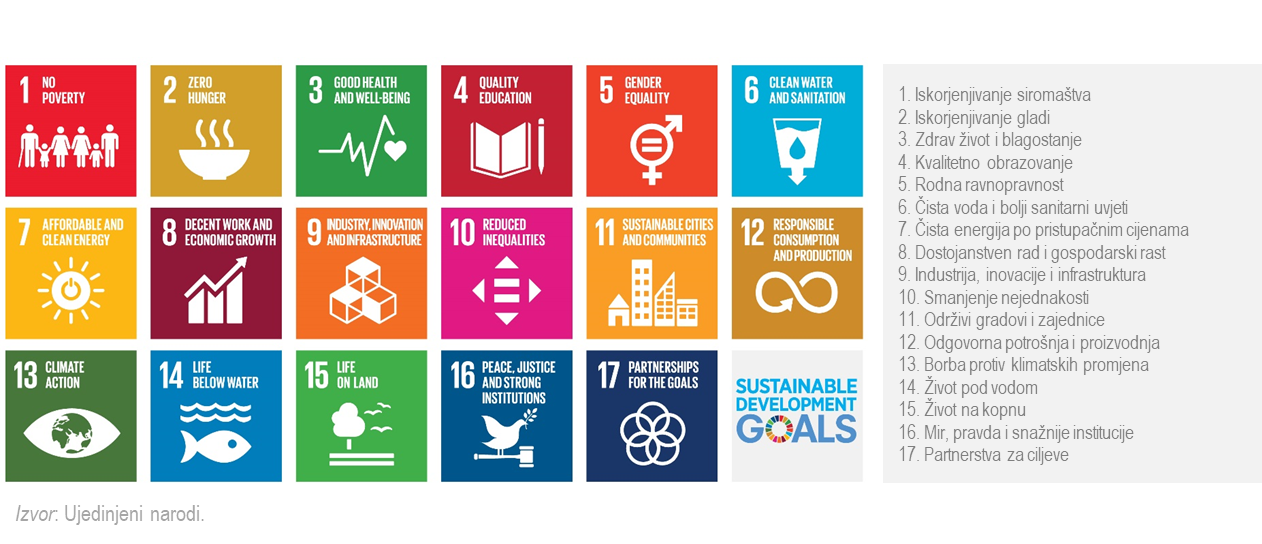 1 NO
POVERTY
2 ZERO
HUNGER
3 GOOD HEALTH
AND WELL-BEING
4 QUALITY
EDUCATION
5 GENDER
EQUALITY
6 CLEAN WATER
AND SANITATION
7 AFFORDABLE AND
CLEAN ENERGY
8 DECENT WORK AND
ECONOMIC GROWTH
9 INDUSTRY, INNOVATION
AND INFRASTRUCTURE
10 REDUCED
INEQUALITIES
11 SUSTAINABLE CITIES
AND COMMUNITIES
12 RESPONSIBLE
CONSUMPTION
AND PRODUCTION
13 CLIMATE
ACTION
14 LIFE
BELOW WATER
15 LIFE
ON LAND
16 PEACE, JUSTICE
AND STRONG
INSTITUTIONS
17 PARTNERSHIPS
FOR THE GOALS
SUSTAINABLE
DEVELOPMENT
GOALS
1. Iskorjenjivanje siromaštva
2. Iskorjenjivanje gladi
3. Zdrav život i blagostanje
4. Kvalitetno obrazovanje
5. Rodna ravnopravnost
6. Čista voda i bolji sanitarni uvjeti
7. Čista energija po pristupačnim cijenama
8. Dostojanstven rad i gospodarski rast
9. Industrija, inovacije i infrastruktura
10. Smanjenje nejednakosti
11. Održivi gradovi i zajednice
12. Odgovorna potrošnja i proizvodnja
13. Borba protiv klimatskih promjena
14. Život pod vodom
15. Život na kopnu
16. Mir, pravda i snažnije institucije
17. Partnerstva za ciljeve
Izvor: Ujedinjeni narodi.